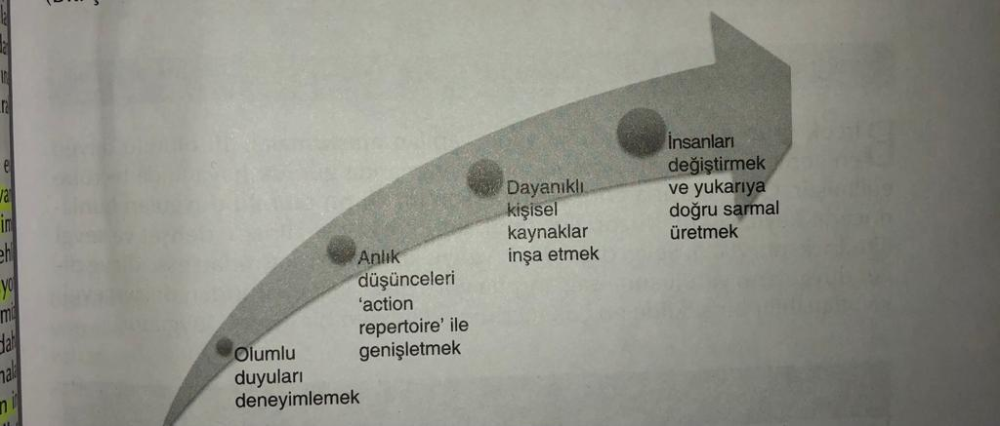 Olumlu
duyuları
deneyimlemek
Anlık
düşünceleri
‘action
repertoire’ ile
genişletmek
Dayanıklı
kişisel
kaynaklar
inşa etmek
İnsanları
değiştirmek
ve yukarıya
doğru sarmal
üretmek